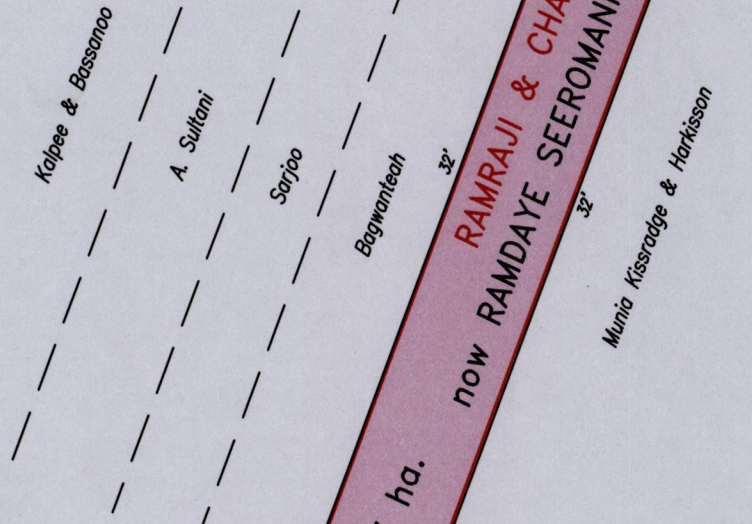 Kalpee & Bassanoo
A. Sultani
Sarjoo
Bagwanteah
32'
RAMRAJI & CHA
now RAMDAYE SEEROMANI
ha.
32'
Munia Kissradge & Harkisson